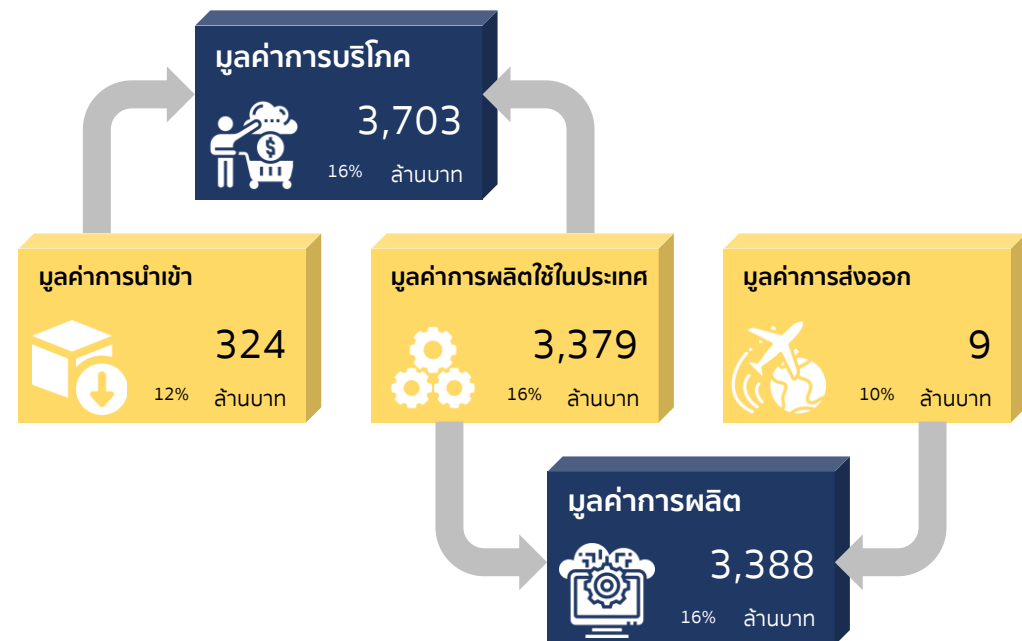 มูลค่าการบริโภค
3,703
16% ล้านบาท
มูลค่าการนำเข้า
324
12% ล้านบาท
มูลค่าการผลิตใช้ในประเทศ
3,379
16% ล้านบาท
มูลค่าการส่งออก
9
10% ล้านบาท
มูลค่าการผลิต
3,388
16% ล้านบาท